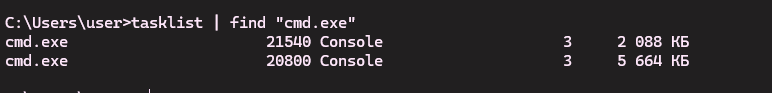 C:\Users\user>tasklist | find "cmd.exe"
cmd.exe                      21540 Console                    3     2 088 КБ
cmd.exe                      20800 Console                    3     5 664 КБ